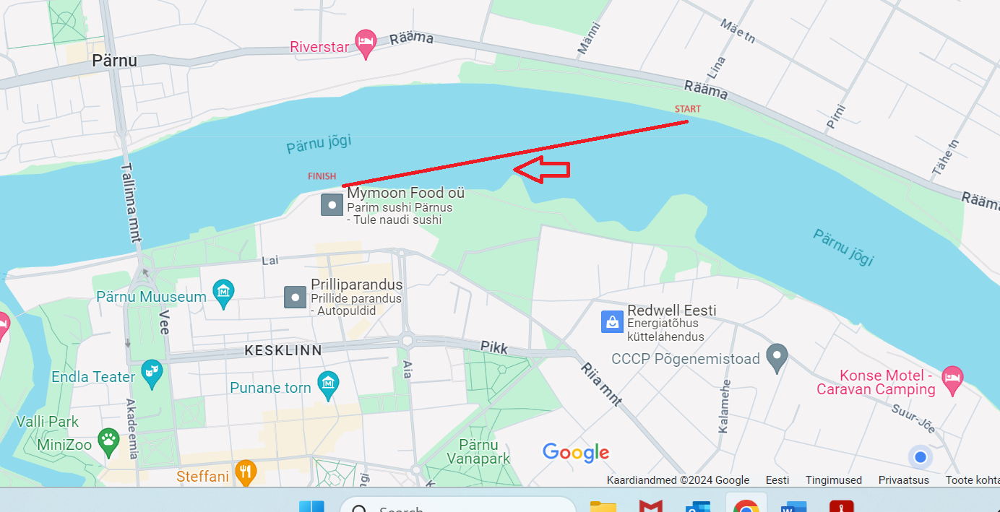 Mäe tn
Männi
Rääma
Riverstar
Pärnu
Lina
Rääma
START
Pirni
Pärnu jõgi
Tähe tn
FINISH
Tallinna mnt
Mymoon Food oü
Parim sushi Pärnus
- Tule naudi sushi
Pärnu jõgi
Lai
Prilliparandus
Prillide parandus
- Autopuldid
Pärnu Muuseum
Vee
Redwell Eesti
Energiatõhus
küttelahendus
KESKLINN
Pikk
CCCP Põgenemistoad
Aia
Riia mnt
Endla Teater
Punane torn
Konse Motel -
Caravan Camping
Kalamehe
Suur-Jõe
Akadeemia
Valli Park
MiniZoo
Pärnu
Vanapark
Google
Steffani
Kaardiandmed ©2024 Google Eesti Tingimused Privaatsus Toote kohta
Search